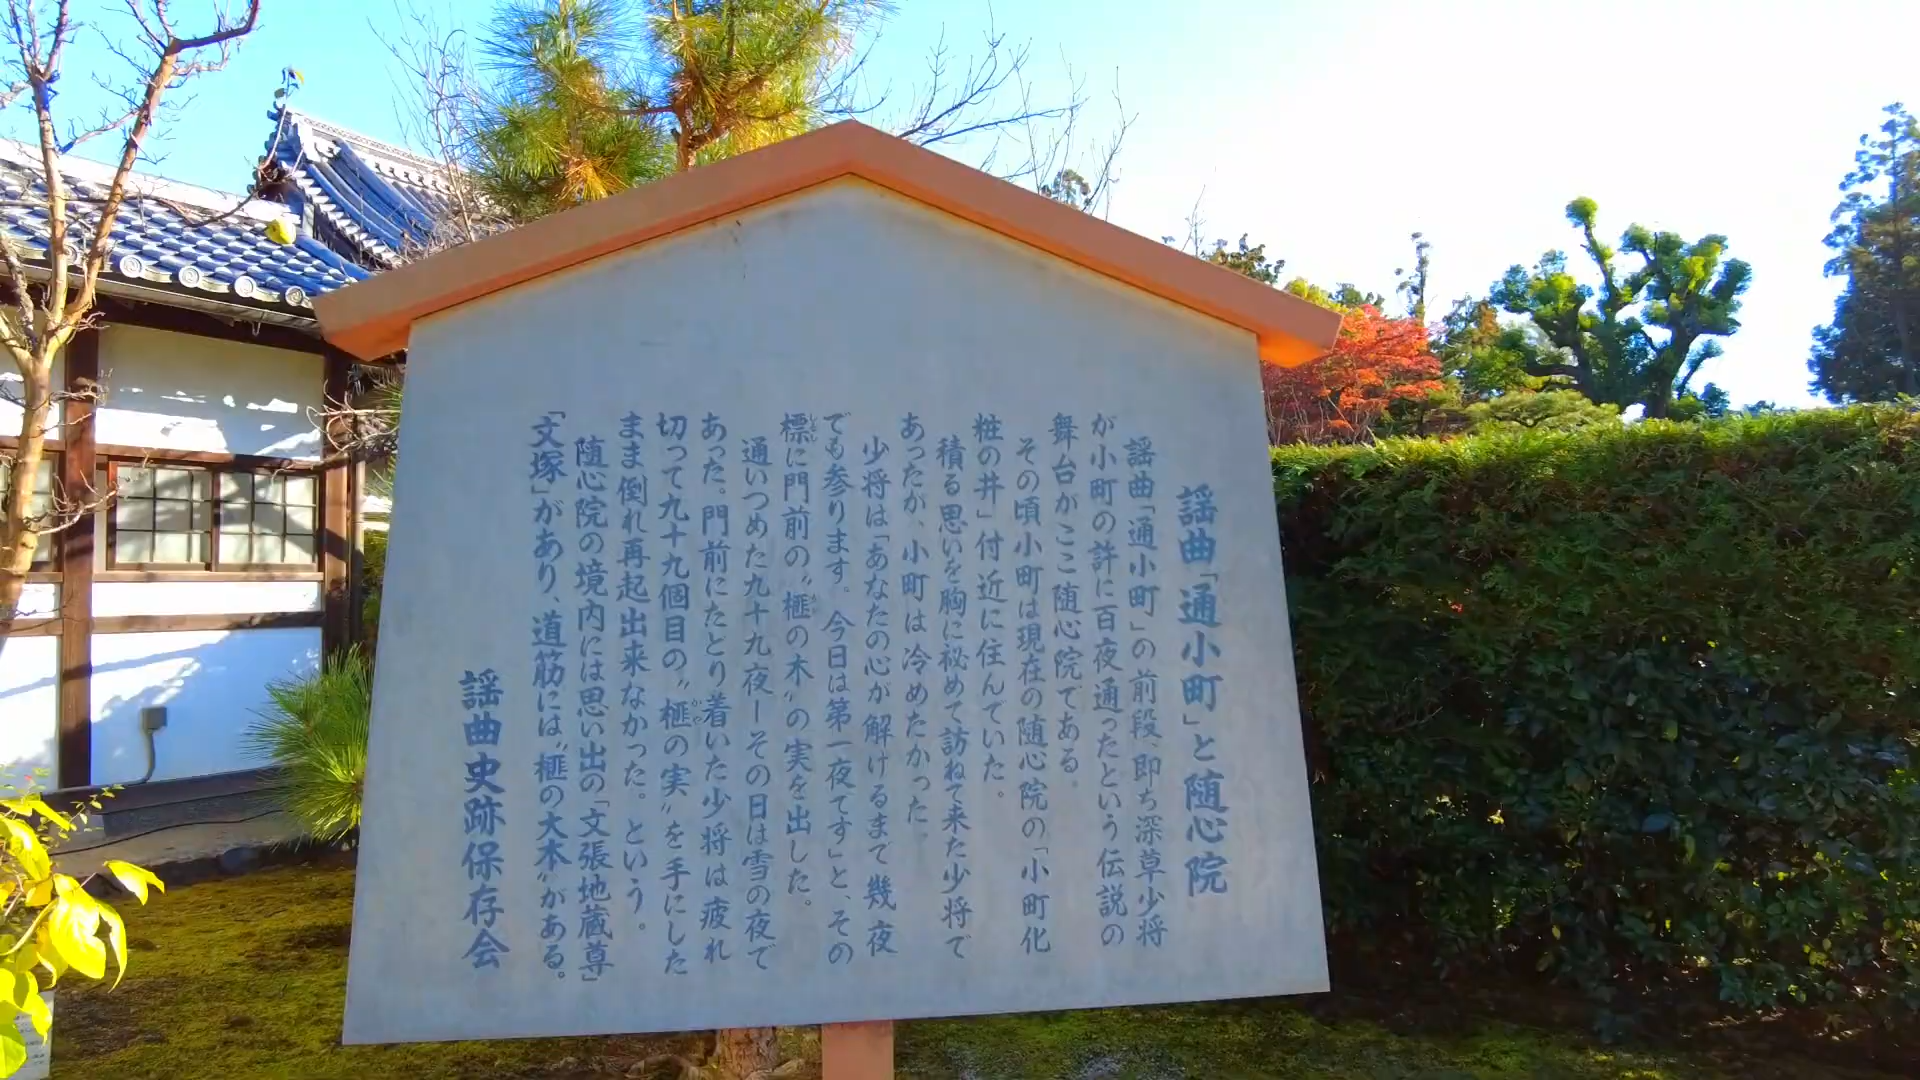 謡曲「通小町」と随心院
謡曲「通小町」の前段、即ち深草少将
が小町の許に百夜通ったという伝説の
舞台がここ随心院である。
その頃小町は現在の随心院の「小町化
粧の井」付近に住んでいた。
積る思いを胸に祕めて訪ねて来た少将で
あったが、小町は冷めたかった。
少将は「あなたの心が解けるまで幾夜
でも参ります。今日は第一夜てす」と、その
標に門前の〝榧の木〟の実を出した。
通いつめた九十九夜ーその日は雪の夜で
あった。門前にたとり着いた少将は疲れ
切って九十九個目の〝榧の実〟を手にした
まま倒れ再起出来なかった。という。
随心院の境内には思い出の「文張地蔵尊」
「文塚」があり、道筋には〝榧の大木〟がある。
謡曲史跡保存会